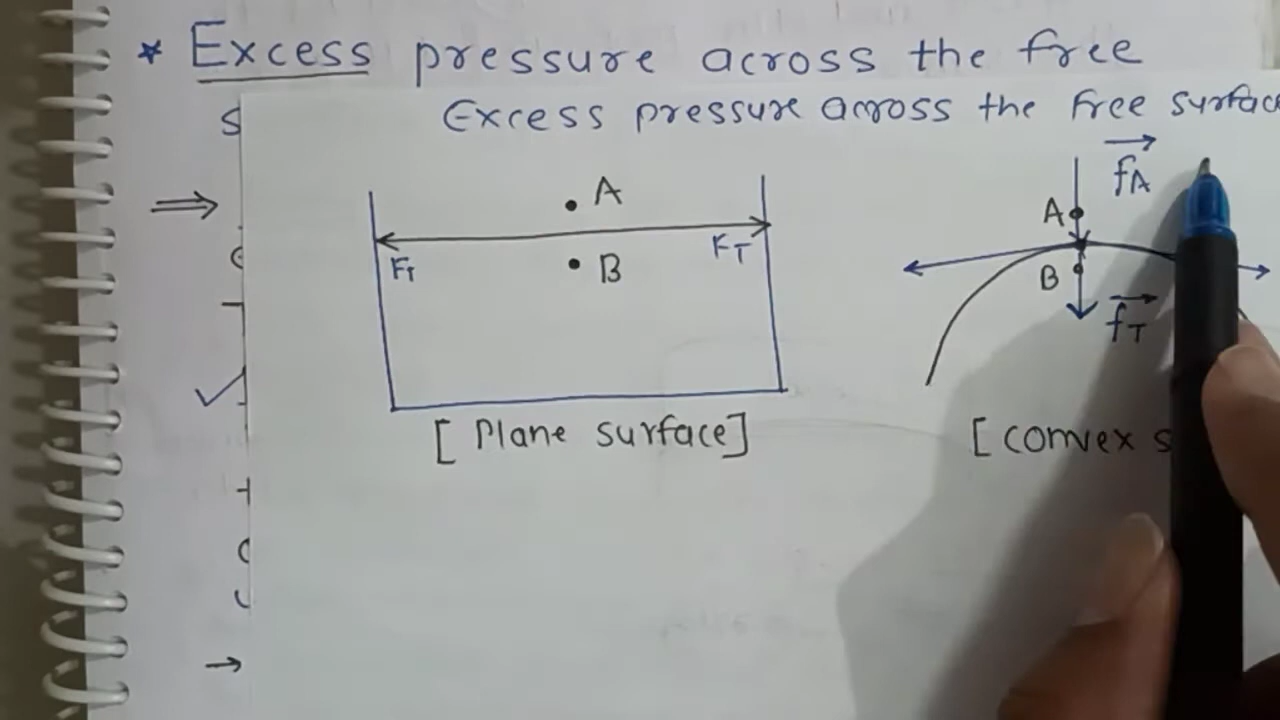 * Excess pressure across the free
Excess pressure across the free surface
A
B
FT
FT
[ Plane surface]
fA
A
B
fT
[ convex s